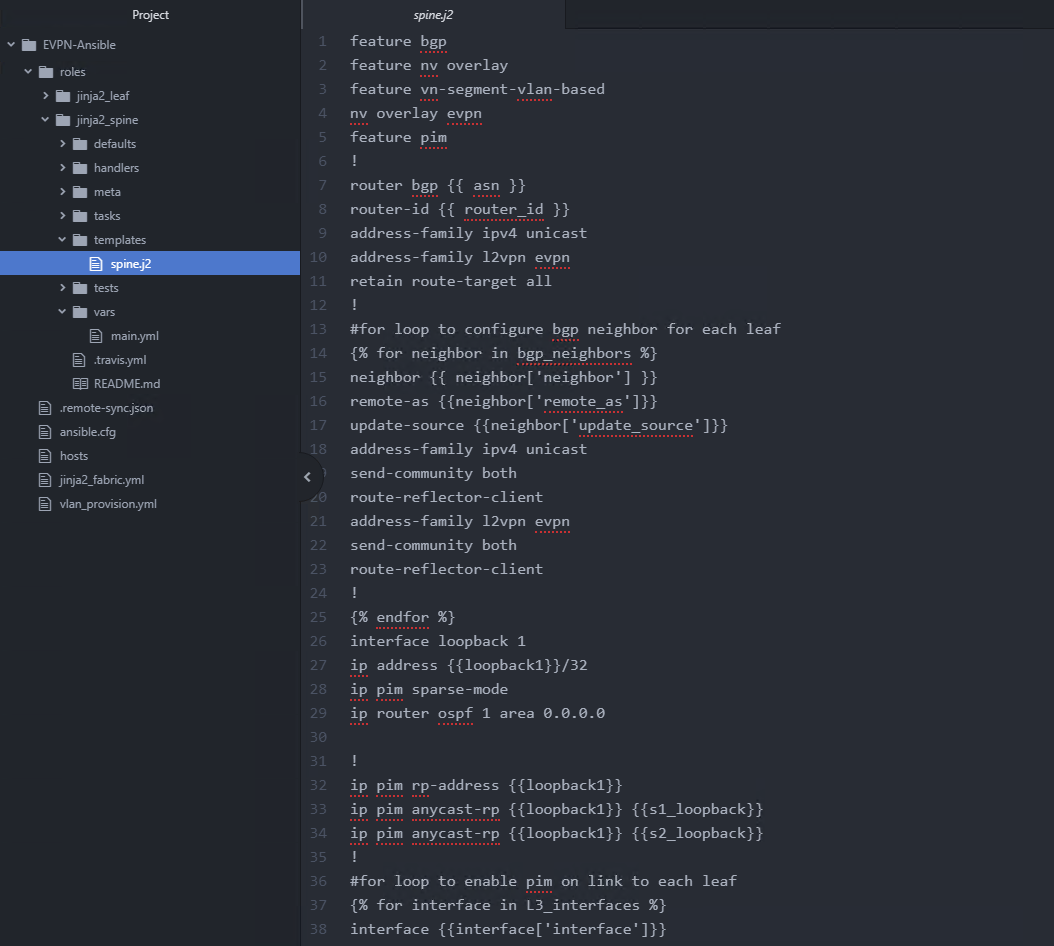 Project
EVPN-Ansible
roles
jinja2_leaf
jinja2_spine
defaults
handlers
meta
tasks
templates
spine.j2
tests
vars
main.yml
.travis.yml
README.md
.remote-sync.json
ansible.cfg
hosts
jinja2_fabric.yml
vlan_provision.yml
spine.j2
1 feature bgp
2 feature nv overlay
3 feature vn-segment-vlan-based
4 nv overlay evpn
5 feature pim
6 !
7 router bgp {{ asn }}
8 router-id {{ router_id }}
9 address-family ipv4 unicast
10 address-family l2vpn evpn
11 retain route-target all
12 !
13 #for loop to configure bgp neighbor for each leaf
14 {% for neighbor in bgp_neighbors %}
15 neighbor {{ neighbor['neighbor'] }}
16 remote-as {{neighbor['remote_as']}}
17 update-source {{neighbor['update_source']}}
18 address-family ipv4 unicast
19 send-community both
20 route-reflector-client
21 address-family l2vpn evpn
22 send-community both
23 route-reflector-client
24 !
25 {% endfor %}
26 interface loopback 1
27 ip address {{loopback1}}/32
28 ip pim sparse-mode
29 ip router ospf 1 area 0.0.0.0
30
31 !
32 ip pim rp-address {{loopback1}}
33 ip pim anycast-rp {{loopback1}} {{s1_loopback}}
34 ip pim anycast-rp {{loopback1}} {{s2_loopback}}
35 !
36 #for loop to enable pim on link to each leaf
37 {% for interface in L3_interfaces %}
38 interface {{interface['interface']}}